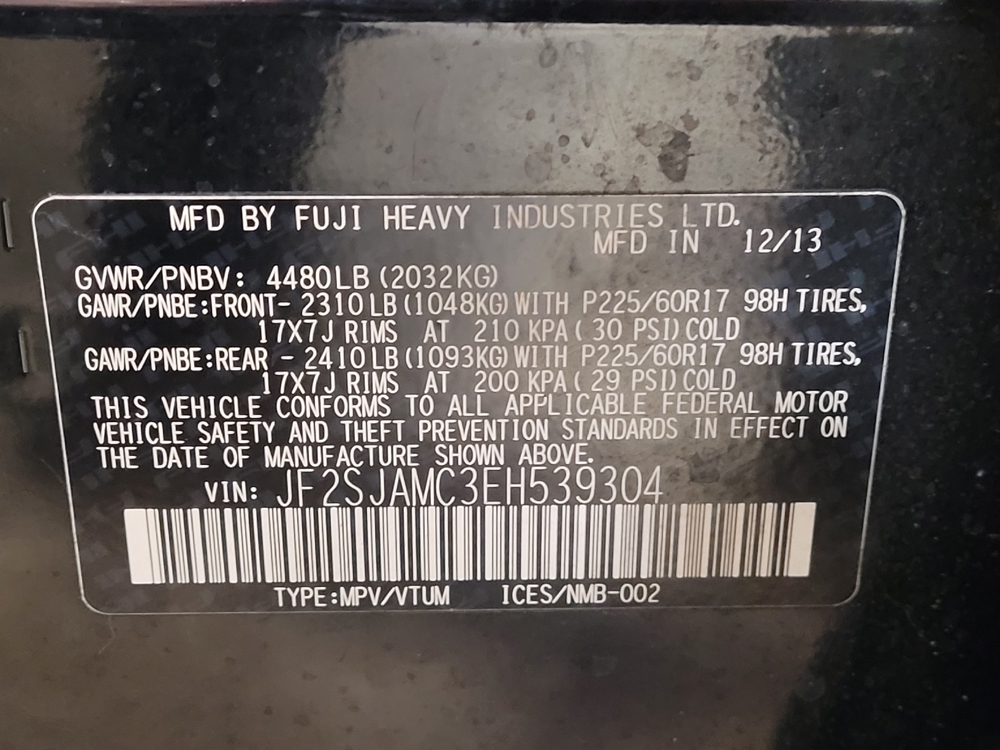 MFD BY FUJI HEAVY INDUSTRIES LTD.
MFD IN 12/13
GVWR/PNBV: 4480LB (2032KG)
GAWR/PNBE:FRONT- 2310LB(1048KG)WITH P225/60R17 98H TIRES,
17X7J RIMS AT 210 KPA(30 PSI)COLD
GAWR/PNBE:REAR - 2410LB(1093KG)WITH P225/60R17 98H TIRES,
17X7J RIMS AT 200 KPA(29 PSI)COLD
THIS VEHICLE CONFORMS TO ALL APPLICABLE FEDERAL MOTOR
VEHICLE SAFETY AND THEFT PREVENTION STANDARDS IN EFFECT ON
THE DATE OF MANUFACTURE SHOWN ABOVE.
VIN: JF2SJAMC3EH539304
TYPE:MPV/VTUM ICES/NMB-002